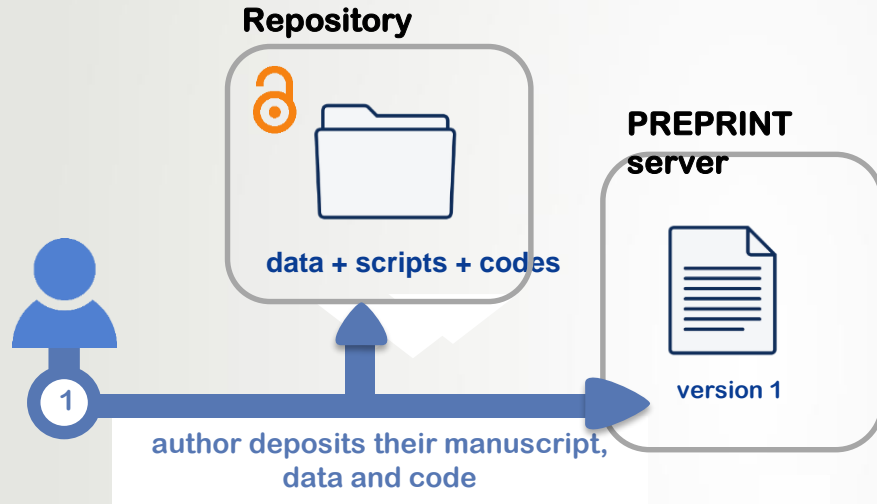 Repository
data + scripts + codes
PREPRINT
server
version 1
1
author deposits their manuscript,
data and code